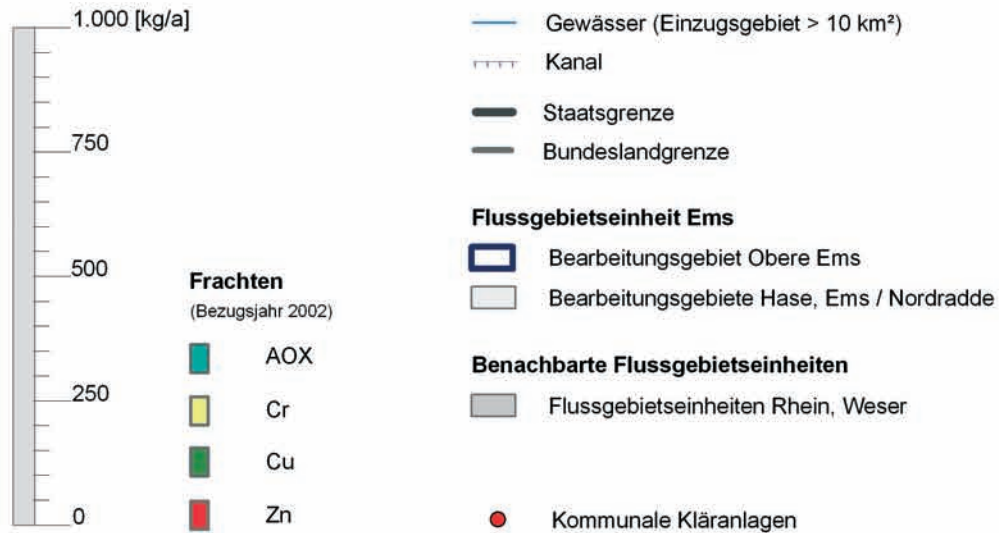 1.000 [kg/a]
750
500
250
0
Frachten
(Bezugsjahr 2002)
AOX
Cr
Cu
Zn
Gewässer (Einzugsgebiet > 10 km²)
Kanal
Staatsgrenze
Bundeslandgrenze
Flussgebietseinheit Ems
Bearbeitungsgebiet Obere Ems
Bearbeitungsgebiete Hase, Ems / Nordradde
Benachbarte Flussgebietseinheiten
Flussgebietseinheiten Rhein, Weser
Kommunale Kläranlagen